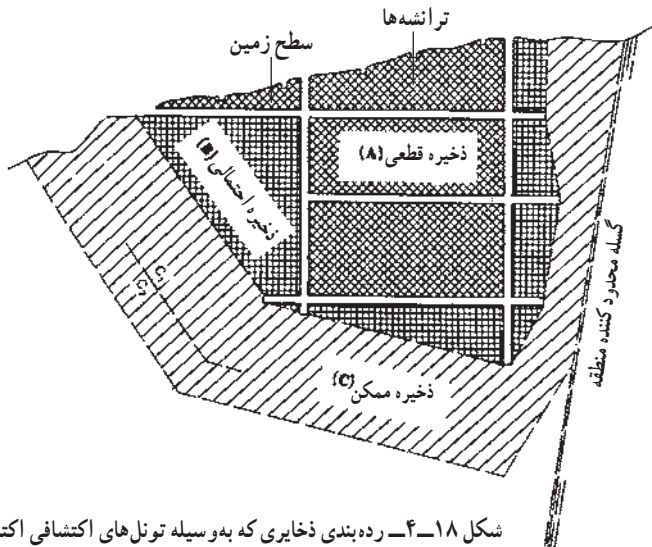 ترانشه‌ها
سطح زمین
ذخیره قطعی (A)
ذخیره احتمالی (B)
گسله محدود کننده منطقه
C₁
C₂
ذخیره ممکن (C)
شکل ۱۸ــ۴ــ رده‌بندی ذخایری که به‌وسیله تونل‌های اکتشافی